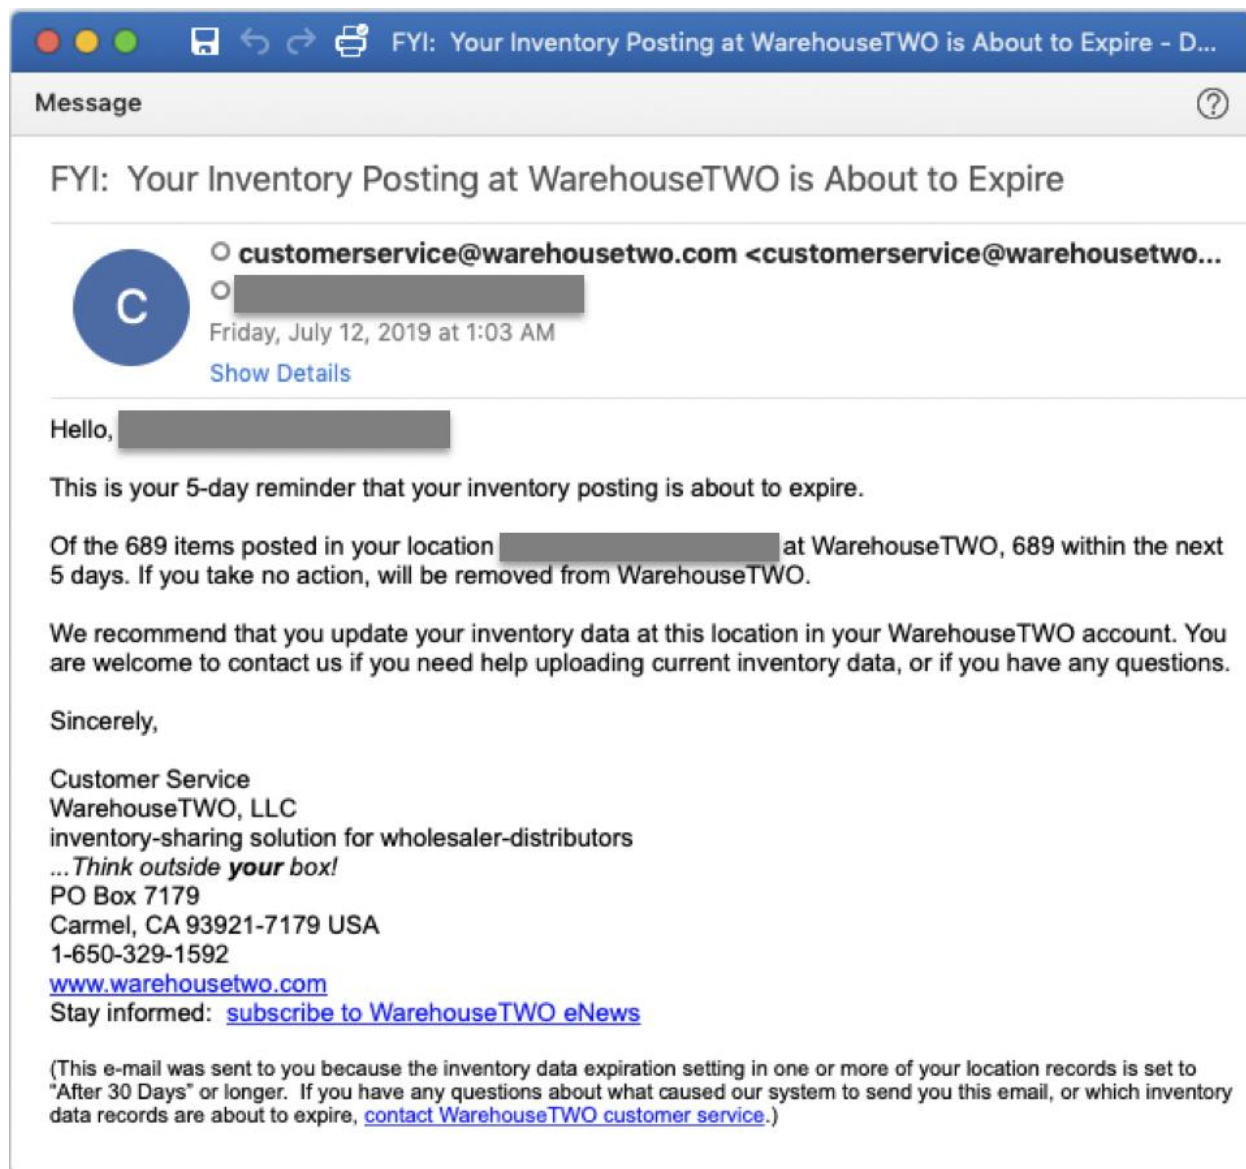 FYI: Your Inventory Posting at WarehouseTWO is About to Expire - D...
Message
FYI: Your Inventory Posting at WarehouseTWO is About to Expire
C
customerservice@warehousetwo.com <customerservice@warehousetwo...
Friday, July 12, 2019 at 1:03 AM
Show Details
Hello,
This is your 5-day reminder that your inventory posting is about to expire.
Of the 689 items posted in your location at WarehouseTWO, 689 within the next
5 days. If you take no action, will be removed from WarehouseTWO.
We recommend that you update your inventory data at this location in your WarehouseTWO account. You
are welcome to contact us if you need help uploading current inventory data, or if you have any questions.
Sincerely,
Customer Service
WarehouseTWO, LLC
inventory-sharing solution for wholesaler-distributors
...Think outside your box!
PO Box 7179
Carmel, CA 93921-7179 USA
1-650-329-1592
www.warehousetwo.com
Stay informed: subscribe to WarehouseTWO eNews
(This e-mail was sent to you because the inventory data expiration setting in one or more of your location records is set to
"After 30 Days" or longer. If you have any questions about what caused our system to send you this email, or which inventory
data records are about to expire, contact WarehouseTWO customer service.)